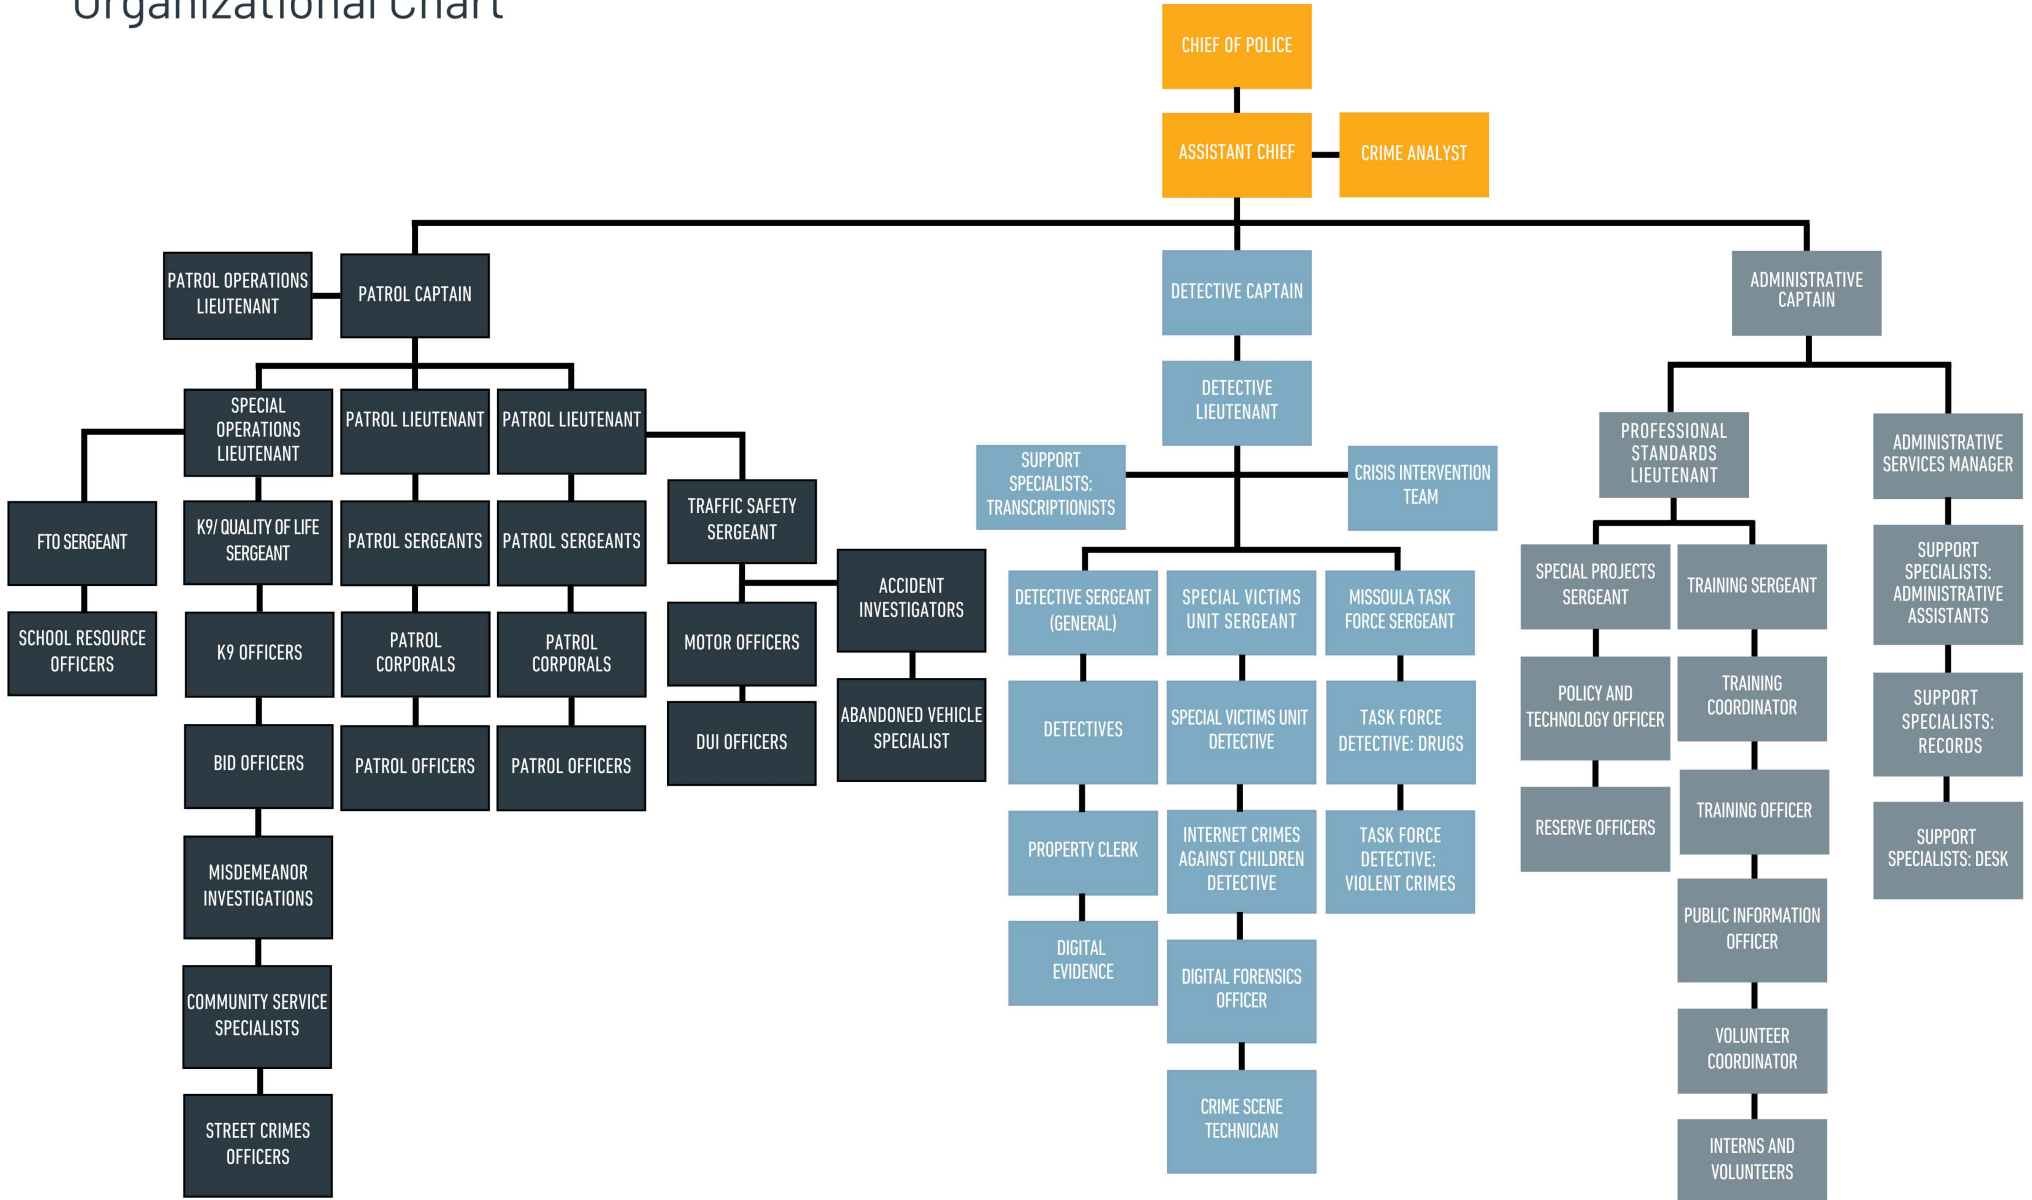 Organizational Chart
CHIEF OF POLICE
ASSISTANT CHIEF
CRIME ANALYST
PATROL OPERATIONS
LIEUTENANT
PATROL CAPTAIN
DETECTIVE CAPTAIN
ADMINISTRATIVE
CAPTAIN
SPECIAL
OPERATIONS
LIEUTENANT
PATROL LIEUTENANT
PATROL LIEUTENANT
FTO SERGEANT
SCHOOL RESOURCE
OFFICERS
K9/ QUALITY OF LIFE
SERGEANT
K9 OFFICERS
BID OFFICERS
MISDEMEANOR
INVESTIGATIONS
COMMUNITY SERVICE
SPECIALISTS
STREET CRIMES
OFFICERS
PATROL SERGEANTS
PATROL
CORPORALS
PATROL OFFICERS
PATROL SERGEANTS
PATROL
CORPORALS
PATROL OFFICERS
TRAFFIC SAFETY
SERGEANT
MOTOR OFFICERS
DUI OFFICERS
ACCIDENT
INVESTIGATORS
ABANDONED VEHICLE
SPECIALIST
DETECTIVE
LIEUTENANT
SUPPORT
SPECIALISTS:
TRANSCRIPTIONISTS
CRISIS INTERVENTION
TEAM
DETECTIVE SERGEANT
(GENERAL)
DETECTIVES
PROPERTY CLERK
DIGITAL
EVIDENCE
SPECIAL VICTIMS
UNIT SERGEANT
SPECIAL VICTIMS UNIT
DETECTIVE
INTERNET CRIMES
AGAINST CHILDREN
DETECTIVE
DIGITAL FORENSICS
OFFICER
CRIME SCENE
TECHNICIAN
MISSOULA TASK
FORCE SERGEANT
TASK FORCE
DETECTIVE: DRUGS
TASK FORCE
DETECTIVE:
VIOLENT CRIMES
PROFESSIONAL
STANDARDS
LIEUTENANT
SPECIAL PROJECTS
SERGEANT
POLICY AND
TECHNOLOGY OFFICER
RESERVE OFFICERS
TRAINING SERGEANT
TRAINING
COORDINATOR
TRAINING OFFICER
PUBLIC INFORMATION
OFFICER
VOLUNTEER
COORDINATOR
INTERNS AND
VOLUNTEERS
ADMINISTRATIVE
SERVICES MANAGER
SUPPORT
SPECIALISTS:
ADMINISTRATIVE
ASSISTANTS
SUPPORT
SPECIALISTS:
RECORDS
SUPPORT
SPECIALISTS: DESK